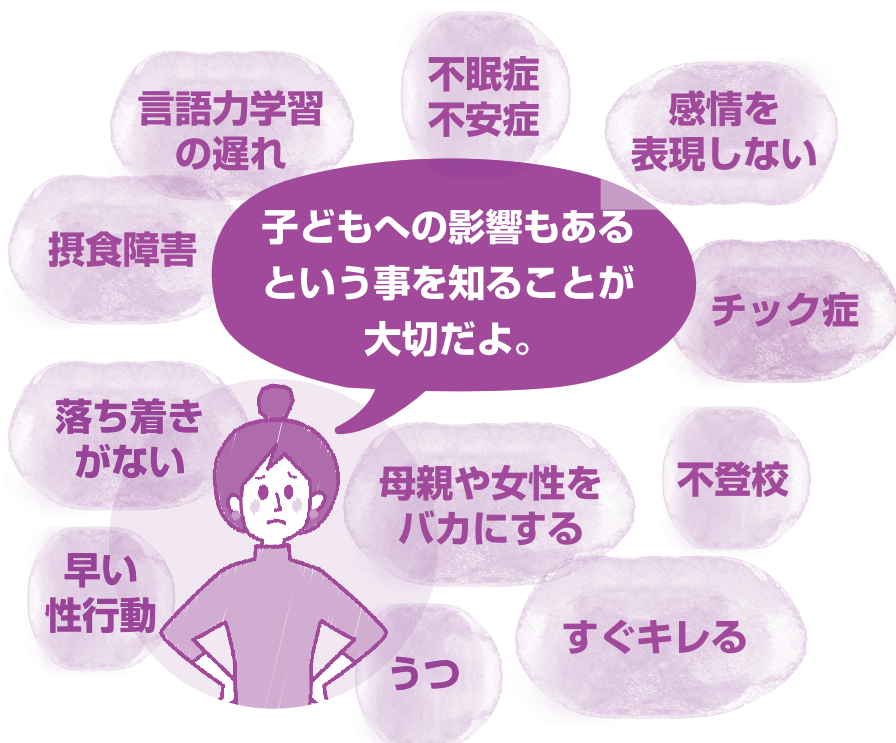 不眠症
不安症
言語力学習
の遅れ
感情を
表現しない
摂食障害
子どもへの影響もある
という事を知ることが
大切だよ。
チック症
落ち着き
がない
母親や女性を
バカにする
不登校
早い
性行動
すぐキレる
うつ